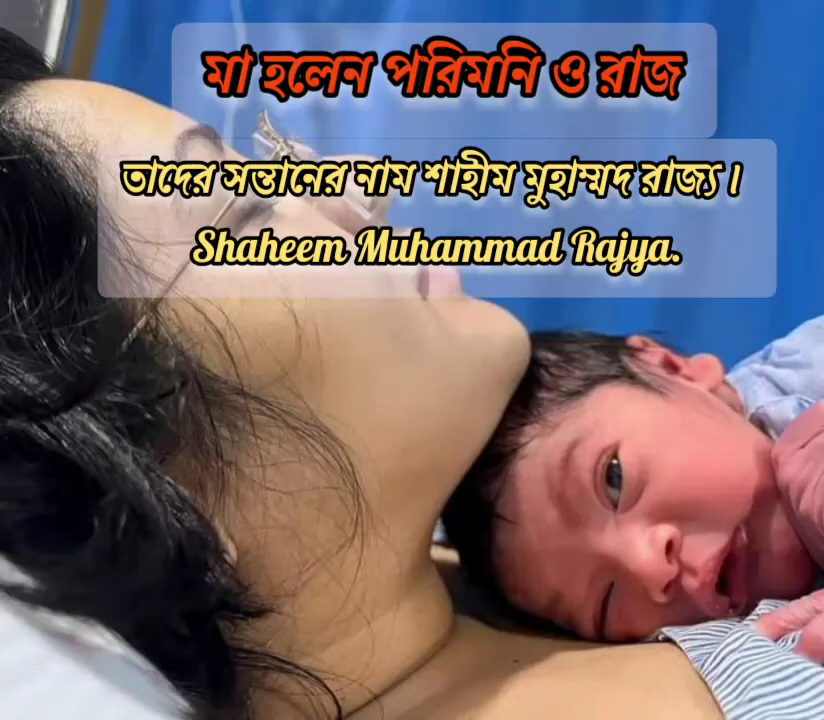 মা হলেন পরিমনি ও রাজ
তাদের সন্তানের নাম শাহীম মুহাম্মদ রাজ্য।
Shaheem Muhammad Rajya.